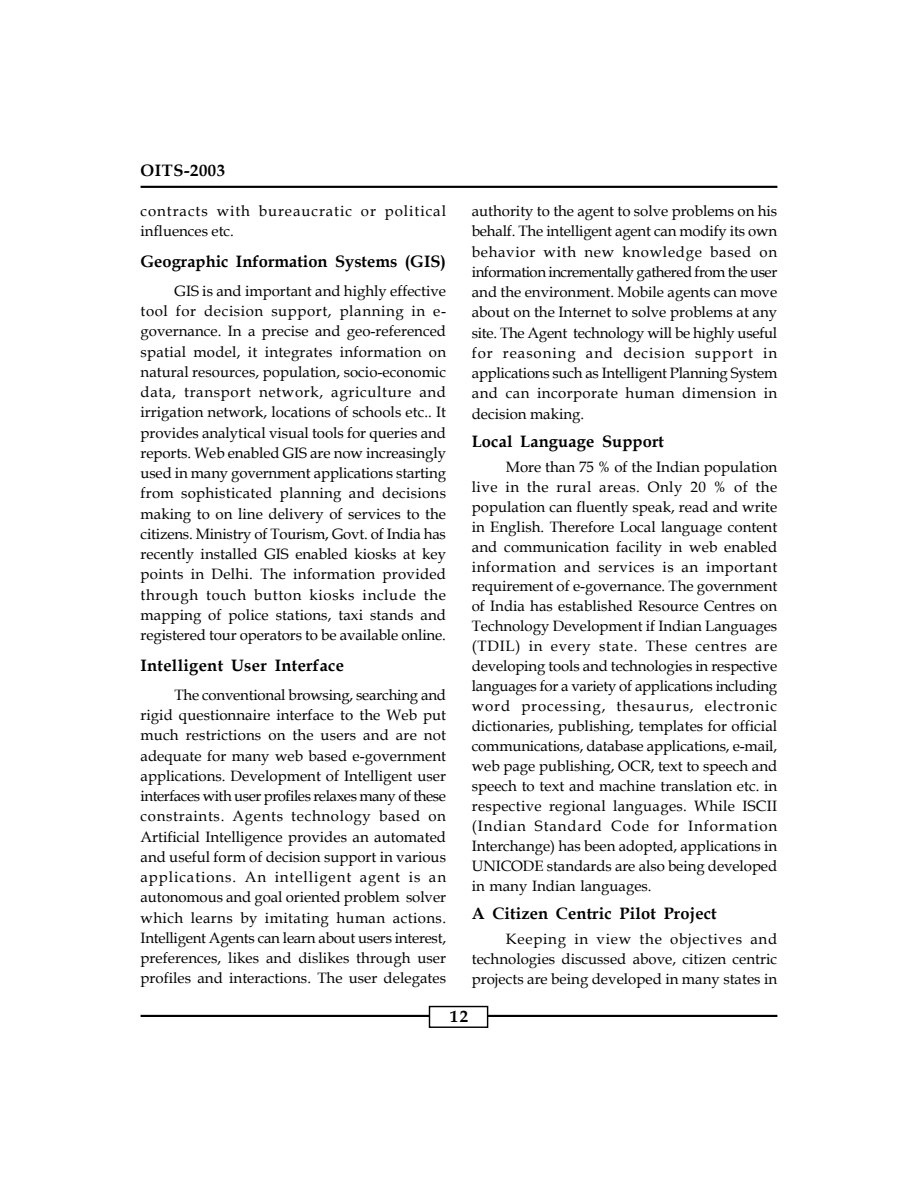 OITS-2003
contracts with bureaucratic or political
influences etc.
Geographic Information Systems (GIS)
GIS is and important and highly effective
tool for decision support, planning in e-
governance. In a precise and geo-referenced
spatial model, it integrates information on
natural resources, population, socio-economic
data, transport network, agriculture and
irrigation network, locations of schools etc.. It
provides analytical visual tools for queries and
reports. Web enabled GIS are now increasingly
used in many government applications starting
from sophisticated planning and decisions
making to on line delivery of services to the
citizens. Ministry of Tourism, Govt. of India has
recently installed GIS enabled kiosks at key
points in Delhi. The information provided
through touch button kiosks include the
mapping of police stations, taxi stands and
registered tour operators to be available online.
Intelligent User Interface
The conventional browsing, searching and
rigid questionnaire interface to the Web put
much restrictions on the users and are not
adequate for many web based e-government
applications. Development of Intelligent user
interfaces with user profiles relaxes many of these
constraints. Agents technology based on
Artificial Intelligence provides an automated
and useful form of decision support in various
applications. An intelligent agent is an
autonomous and goal oriented problem solver
which learns by imitating human actions.
Intelligent Agents can learn about users interest,
preferences, likes and dislikes through user
profiles and interactions. The user delegates
authority to the agent to solve problems on his
behalf. The intelligent agent can modify its own
behavior with new knowledge based on
information incrementally gathered from the user
and the environment. Mobile agents can move
about on the Internet to solve problems at any
site. The Agent technology will be highly useful
for reasoning and decision support in
applications such as Intelligent Planning System
and can incorporate human dimension in
decision making.
Local Language Support
More than 75 % of the Indian population
live in the rural areas. Only 20 % of the
population can fluently speak, read and write
in English. Therefore Local language content
and communication facility in web enabled
information and services is an important
requirement of e-governance. The government
of India has established Resource Centres on
Technology Development if Indian Languages
(TDIL) in every state. These centres are
developing tools and technologies in respective
languages for a variety of applications including
word processing, thesaurus, electronic
dictionaries, publishing, templates for official
communications, database applications, e-mail,
web page publishing, OCR, text to speech and
speech to text and machine translation etc. in
respective regional languages. While ISCII
(Indian Standard Code for Information
Interchange) has been adopted, applications in
UNICODE standards are also being developed
in many Indian languages.
A Citizen Centric Pilot Project
Keeping in view the objectives and
technologies discussed above, citizen centric
projects are being developed in many states in
12